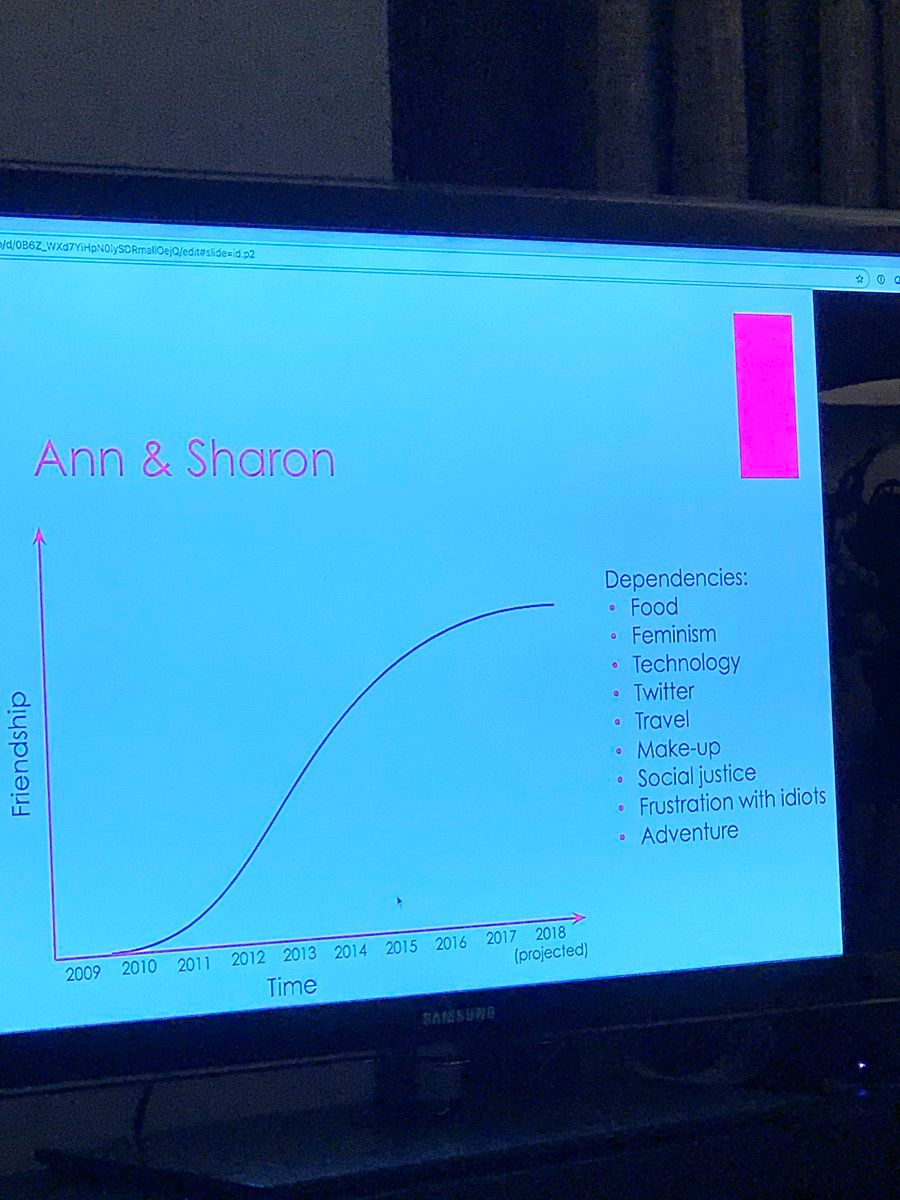 /d/0B6Z_WXd7YiHpN0lySDRmallOejQ/edit#slide=id.p2
Ann & Sharon
Friendship
Dependencies:
• Food
• Feminism
• Technology
• Twitter
• Travel
• Make-up
• Social justice
• Frustration with idiots
• Adventure
2009 2010 2011 2012 2013 2014 2015 2016 2017 2018
(projected)
Time
SAMSUNG